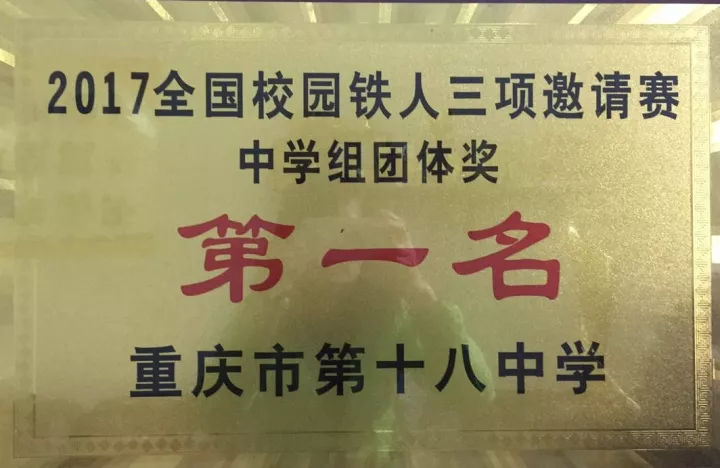 2017全国校园铁人三项邀请赛
中学组团体奖
第一名
重庆市第十八中学